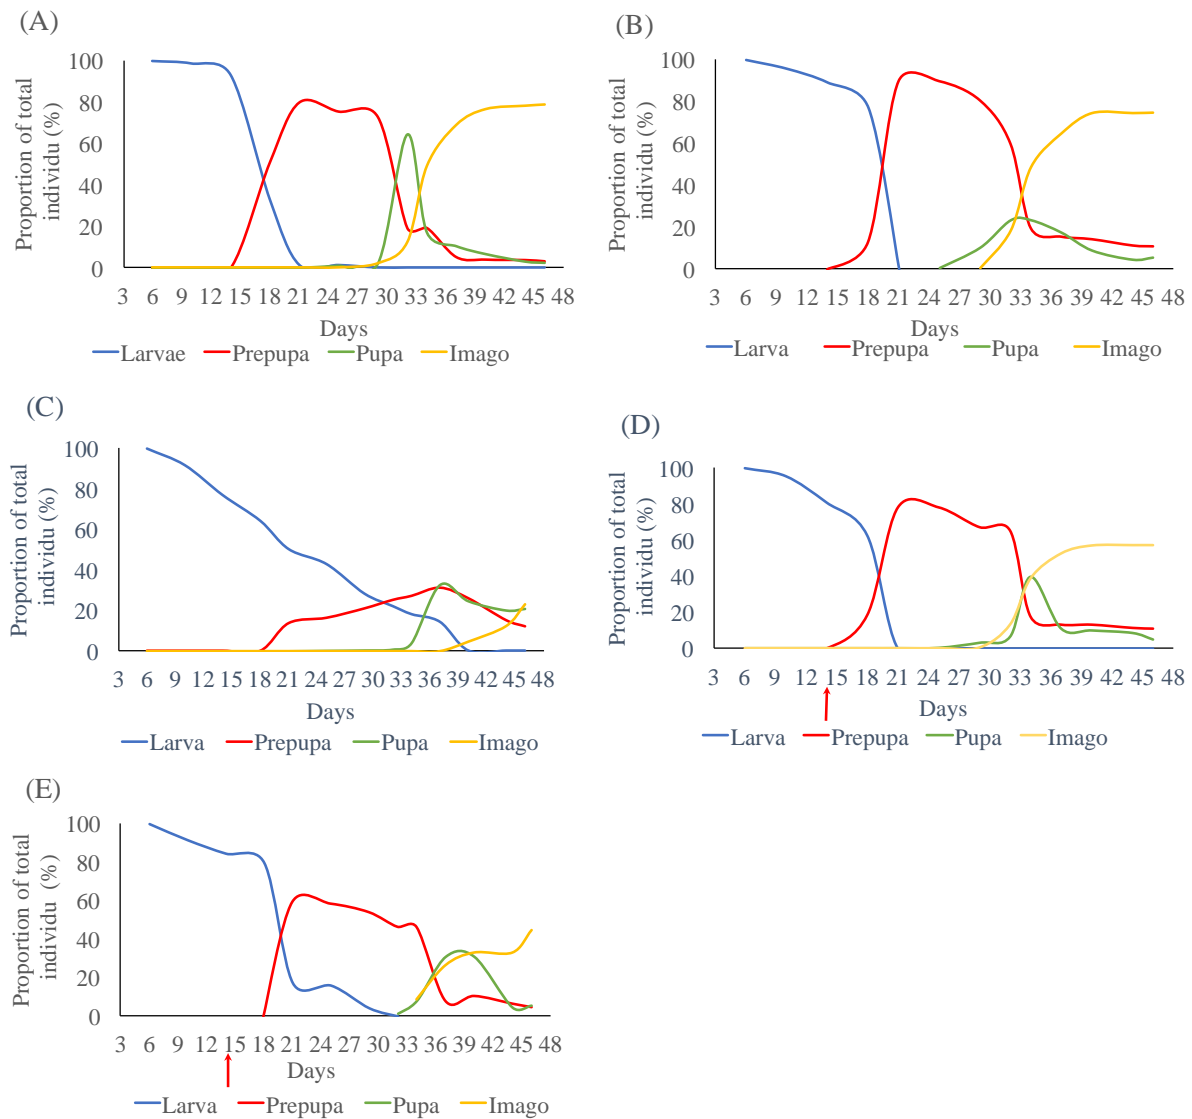 (A)
Proportion of total
individu (%)
100
80
60
40
20
0
3 6 9 12 15 18 21 24 27 30 33 36 39 42 45 48
Days
Larvae Prepupa Pupa Imago
(B)
Proportion of total
individu (%)
100
80
60
40
20
0
3 6 9 12 15 18 21 24 27 30 33 36 39 42 45 48
Days
Larva Prepupa Pupa Imago
(C)
Proportion of total
individu (%)
100
80
60
40
20
0
3 6 9 12 15 18 21 24 27 30 33 36 39 42 45 48
Days
Larva Prepupa Pupa Imago
(D)
Proportion of total
individu (%)
100
80
60
40
20
0
3 6 9 12 15 18 21 24 27 30 33 36 39 42 45 48
Days
Larva Prepupa Pupa Imago
(E)
Proportion of total
individu (%)
100
80
60
40
20
0
3 6 9 12 15 18 21 24 27 30 33 36 39 42 45 48
Days
Larva Prepupa Pupa Imago